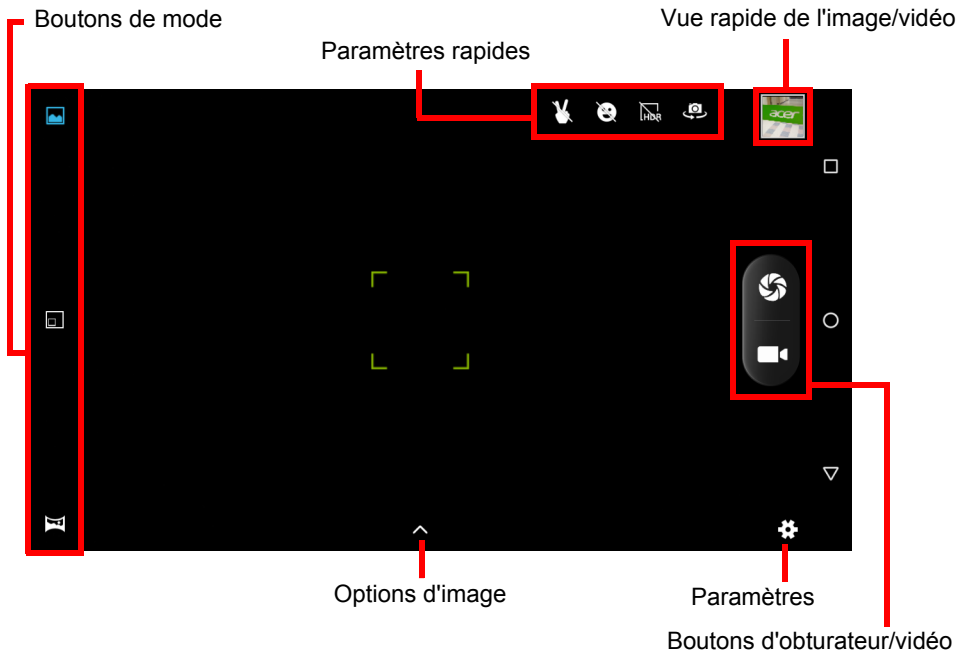 Boutons de mode
Vue rapide de l'image/vidéo
Paramètres rapides
HDR
acer
Options d'image
Paramètres
Boutons d'obturateur/vidéo